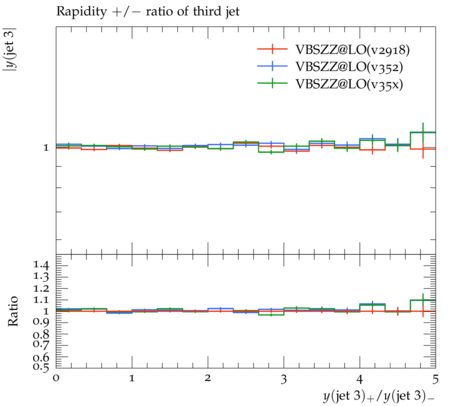 Rapidity +/− ratio of third jet
|y(jet 3)|
VBSZZ@LO(v2918)
VBSZZ@LO(v352)
VBSZZ@LO(v35x)
1
Ratio
1.4
1.3
1.2
1.1
1
0.9
0.8
0.7
0.6
0.5
0 1 2 3 4 5
y(jet 3)₊/y(jet 3)₋